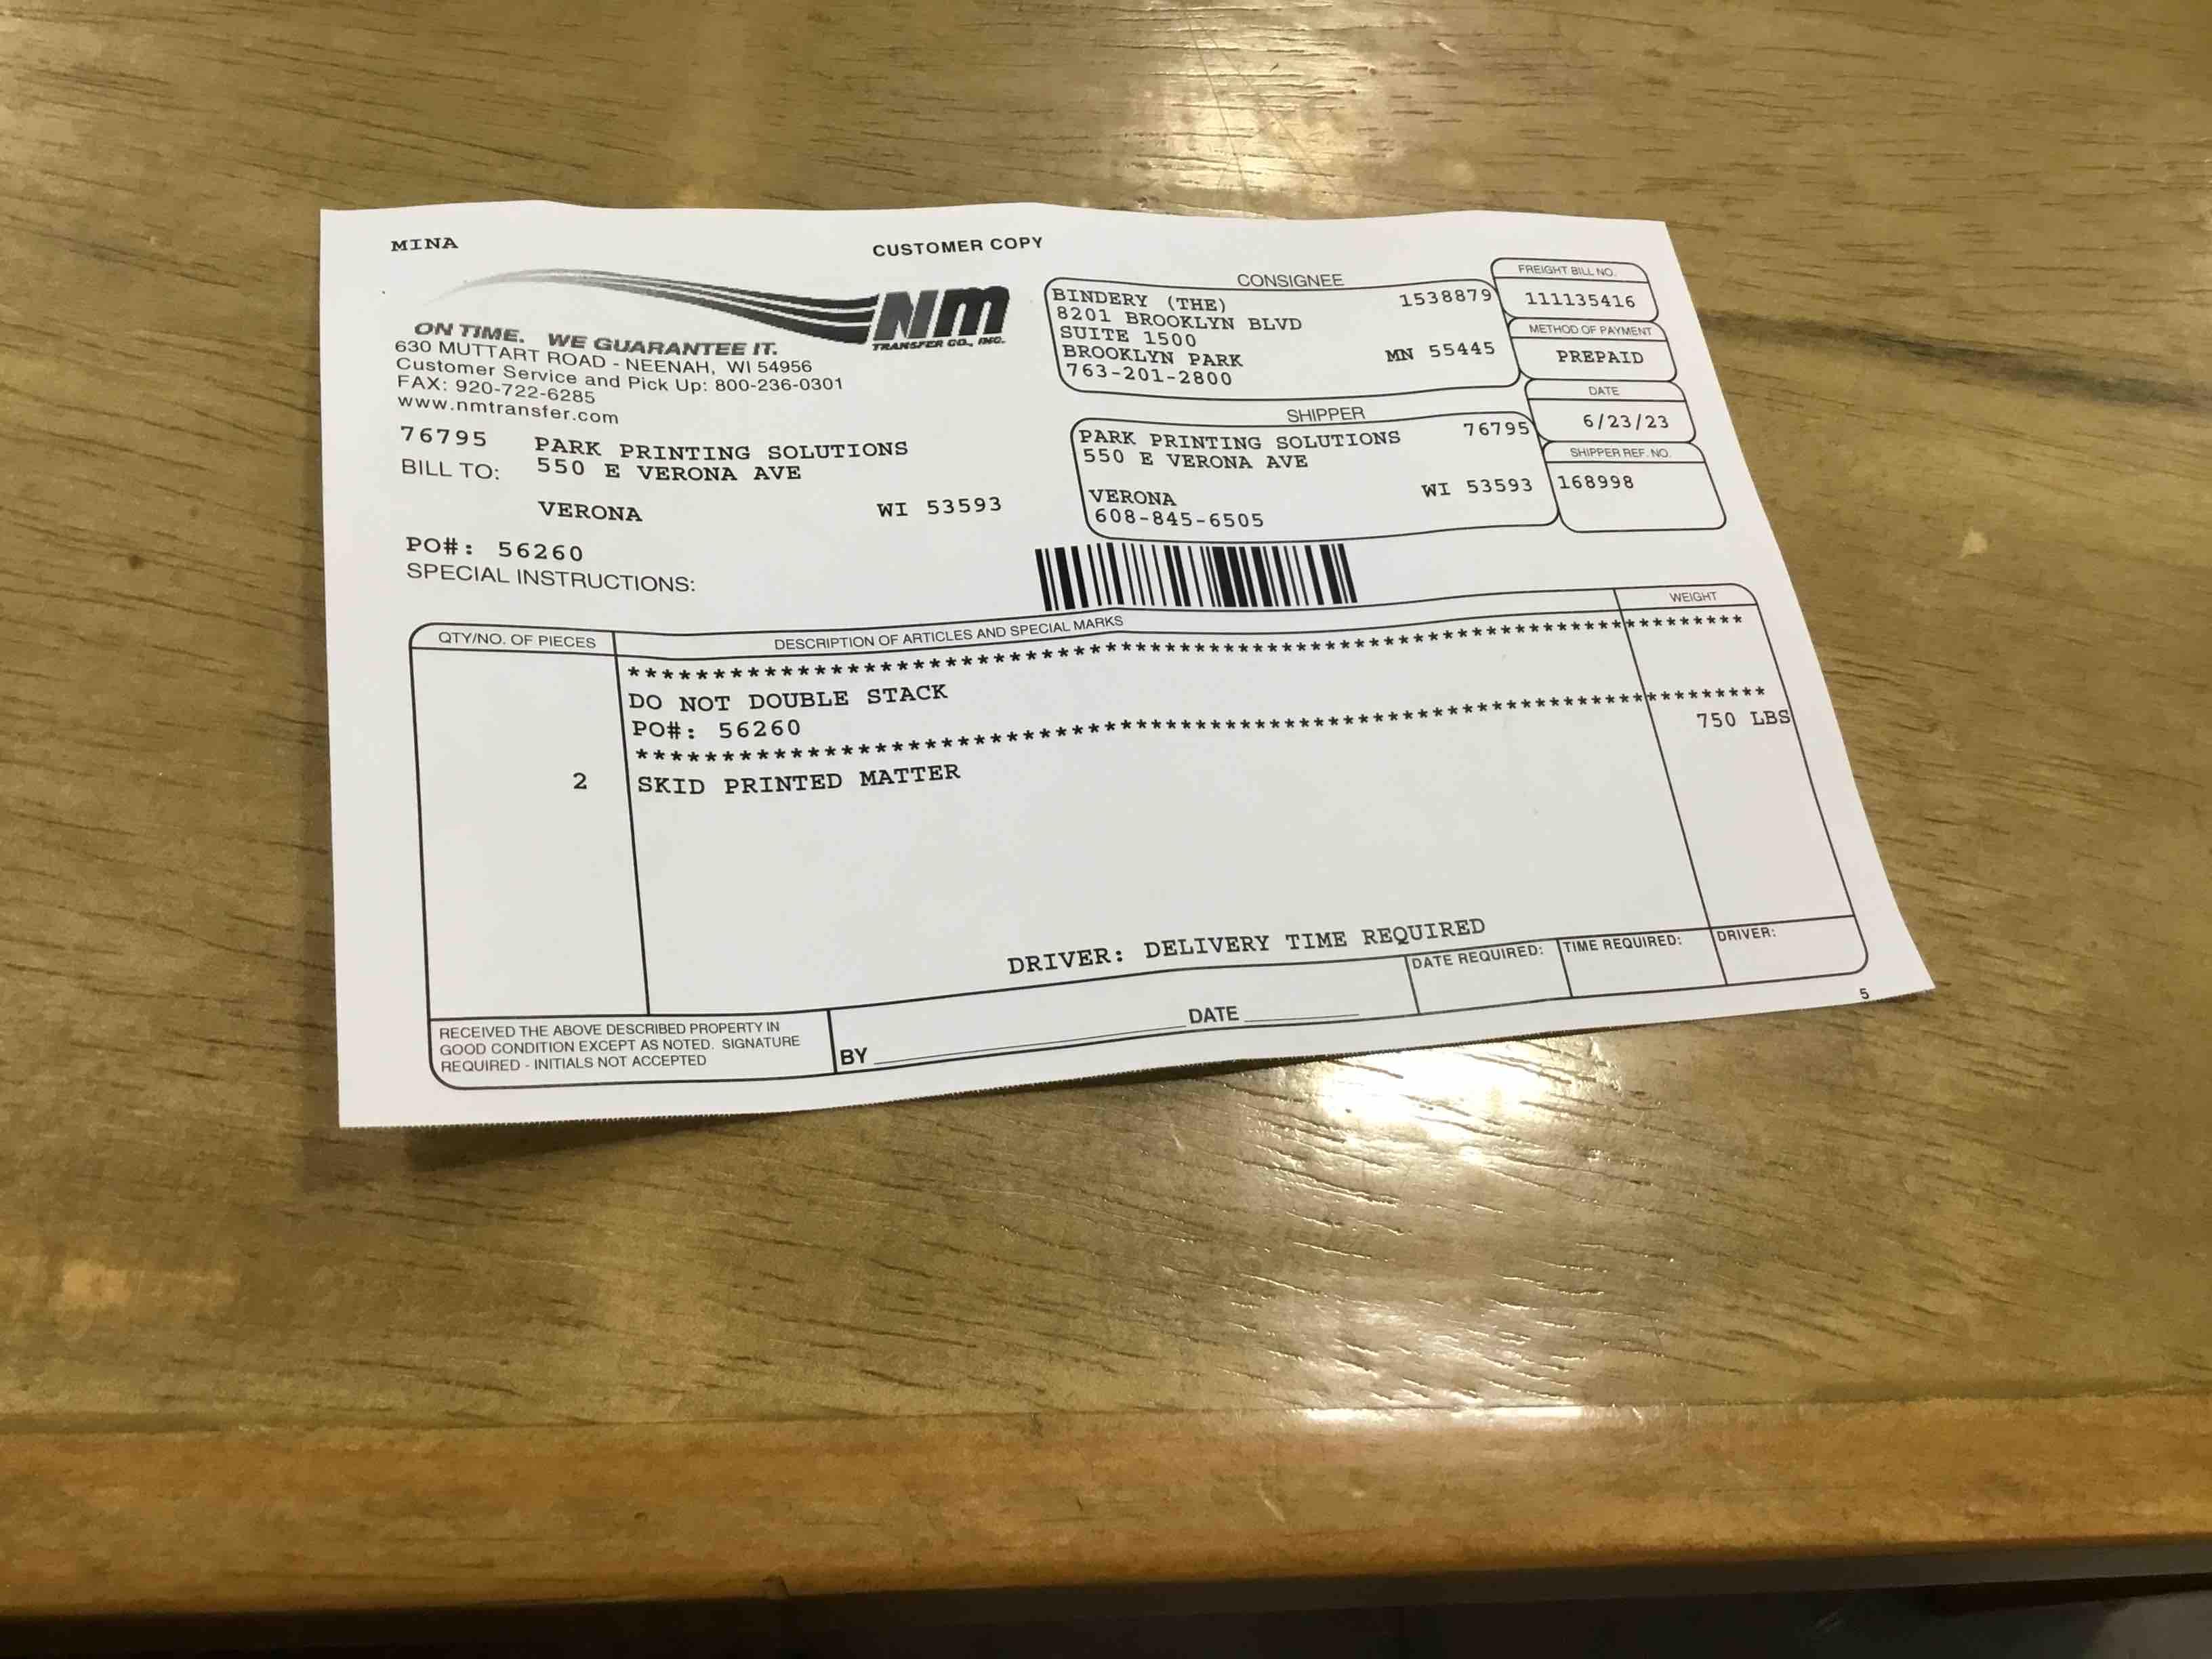 MINA
CUSTOMER COPY
NM
TRANSFER CO., INC.
ON TIME. WE GUARANTEE IT.
630 MUTTART ROAD - NEENAH, WI 54956
Customer Service and Pick Up: 800-236-0301
FAX: 920-722-6285
www.nmtransfer.com
76795 PARK PRINTING SOLUTIONS
BILL TO: 550 E VERONA AVE
VERONA WI 53593
PO#: 56260
SPECIAL INSTRUCTIONS:
CONSIGNEE
BINDERY (THE) 1538879
8201 BROOKLYN BLVD
SUITE 1500
BROOKLYN PARK MN 55445
763-201-2800
SHIPPER
PARK PRINTING SOLUTIONS 76795
550 E VERONA AVE
VERONA WI 53593
608-845-6505
FREIGHT BILL NO.
111135416
METHOD OF PAYMENT
PREPAID
DATE
6/23/23
SHIPPER REF. NO.
168998
QTY/NO. OF PIECES DESCRIPTION OF ARTICLES AND SPECIAL MARKS WEIGHT
**********************************************************************
DO NOT DOUBLE STACK
PO#: 56260
**********************************************************************
2 SKID PRINTED MATTER 750 LBS
DRIVER: DELIVERY TIME REQUIRED
RECEIVED THE ABOVE DESCRIBED PROPERTY IN
GOOD CONDITION EXCEPT AS NOTED. SIGNATURE
REQUIRED - INITIALS NOT ACCEPTED
BY DATE
DATE REQUIRED: TIME REQUIRED: DRIVER:
5